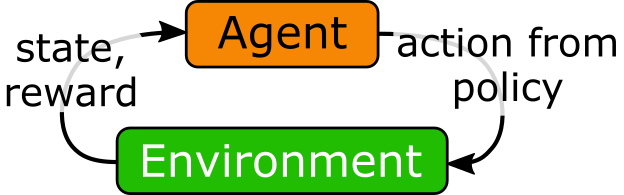 Agent
state,
reward
action from
policy
Environment